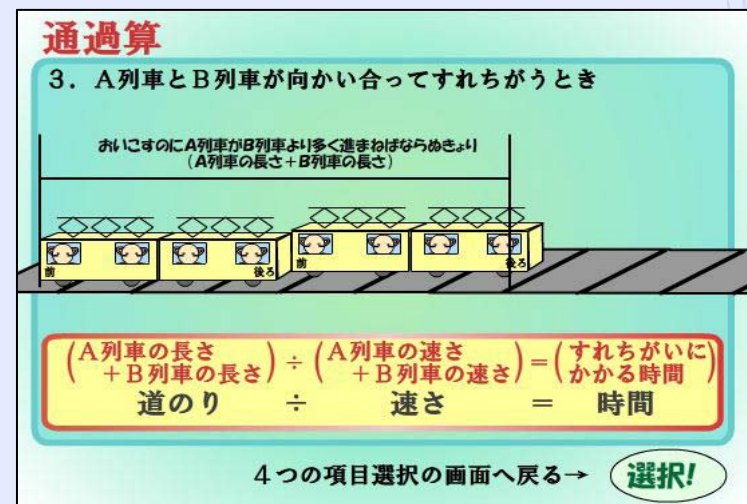 通過算
3．A列車とB列車が向かい合ってすれちがうとき
おいこすのにA列車がB列車より多く進まねばならぬきょり
(A列車の長さ＋B列車の長さ)
前
後ろ
前
後ろ
(A列車の長さ＋B列車の長さ)÷(A列車の速さ＋B列車の速さ)=(すれちがいにかかる時間)
道のり ÷ 速さ = 時間
4つの項目選択の画面へ戻る→ 選択!